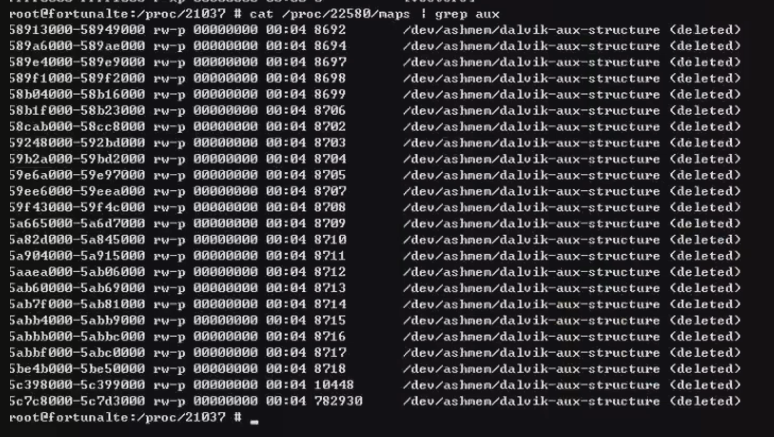 root@fortunalte:/proc/21037 # cat /proc/22580/maps | grep aux
58913000-58949000 rw-p 00000000 00:04 8692 /dev/ashmem/dalvik-aux-structure (deleted)
589a6000-589ae000 rw-p 00000000 00:04 8694 /dev/ashmem/dalvik-aux-structure (deleted)
589e4000-589e9000 rw-p 00000000 00:04 8697 /dev/ashmem/dalvik-aux-structure (deleted)
589f1000-589f2000 rw-p 00000000 00:04 8698 /dev/ashmem/dalvik-aux-structure (deleted)
58b04000-58b16000 rw-p 00000000 00:04 8699 /dev/ashmem/dalvik-aux-structure (deleted)
58b1f000-58b23000 rw-p 00000000 00:04 8706 /dev/ashmem/dalvik-aux-structure (deleted)
58cab000-58cc8000 rw-p 00000000 00:04 8702 /dev/ashmem/dalvik-aux-structure (deleted)
59248000-592bd000 rw-p 00000000 00:04 8703 /dev/ashmem/dalvik-aux-structure (deleted)
59b2a000-59bd2000 rw-p 00000000 00:04 8704 /dev/ashmem/dalvik-aux-structure (deleted)
59e6a000-59e97000 rw-p 00000000 00:04 8705 /dev/ashmem/dalvik-aux-structure (deleted)
59ee6000-59eea000 rw-p 00000000 00:04 8707 /dev/ashmem/dalvik-aux-structure (deleted)
59f43000-59f4c000 rw-p 00000000 00:04 8708 /dev/ashmem/dalvik-aux-structure (deleted)
5a665000-5a6d7000 rw-p 00000000 00:04 8709 /dev/ashmem/dalvik-aux-structure (deleted)
5a82d000-5a845000 rw-p 00000000 00:04 8710 /dev/ashmem/dalvik-aux-structure (deleted)
5a904000-5a915000 rw-p 00000000 00:04 8711 /dev/ashmem/dalvik-aux-structure (deleted)
5aaea000-5ab06000 rw-p 00000000 00:04 8712 /dev/ashmem/dalvik-aux-structure (deleted)
5ab60000-5ab69000 rw-p 00000000 00:04 8713 /dev/ashmem/dalvik-aux-structure (deleted)
5ab7f000-5ab81000 rw-p 00000000 00:04 8714 /dev/ashmem/dalvik-aux-structure (deleted)
5abb4000-5abb9000 rw-p 00000000 00:04 8715 /dev/ashmem/dalvik-aux-structure (deleted)
5abbb000-5abbc000 rw-p 00000000 00:04 8716 /dev/ashmem/dalvik-aux-structure (deleted)
5abbf000-5abc0000 rw-p 00000000 00:04 8717 /dev/ashmem/dalvik-aux-structure (deleted)
5be4b000-5be50000 rw-p 00000000 00:04 8718 /dev/ashmem/dalvik-aux-structure (deleted)
5c398000-5c399000 rw-p 00000000 00:04 10448 /dev/ashmem/dalvik-aux-structure (deleted)
5c7c8000-5c7d3000 rw-p 00000000 00:04 782930 /dev/ashmem/dalvik-aux-structure (deleted)
root@fortunalte:/proc/21037 # _